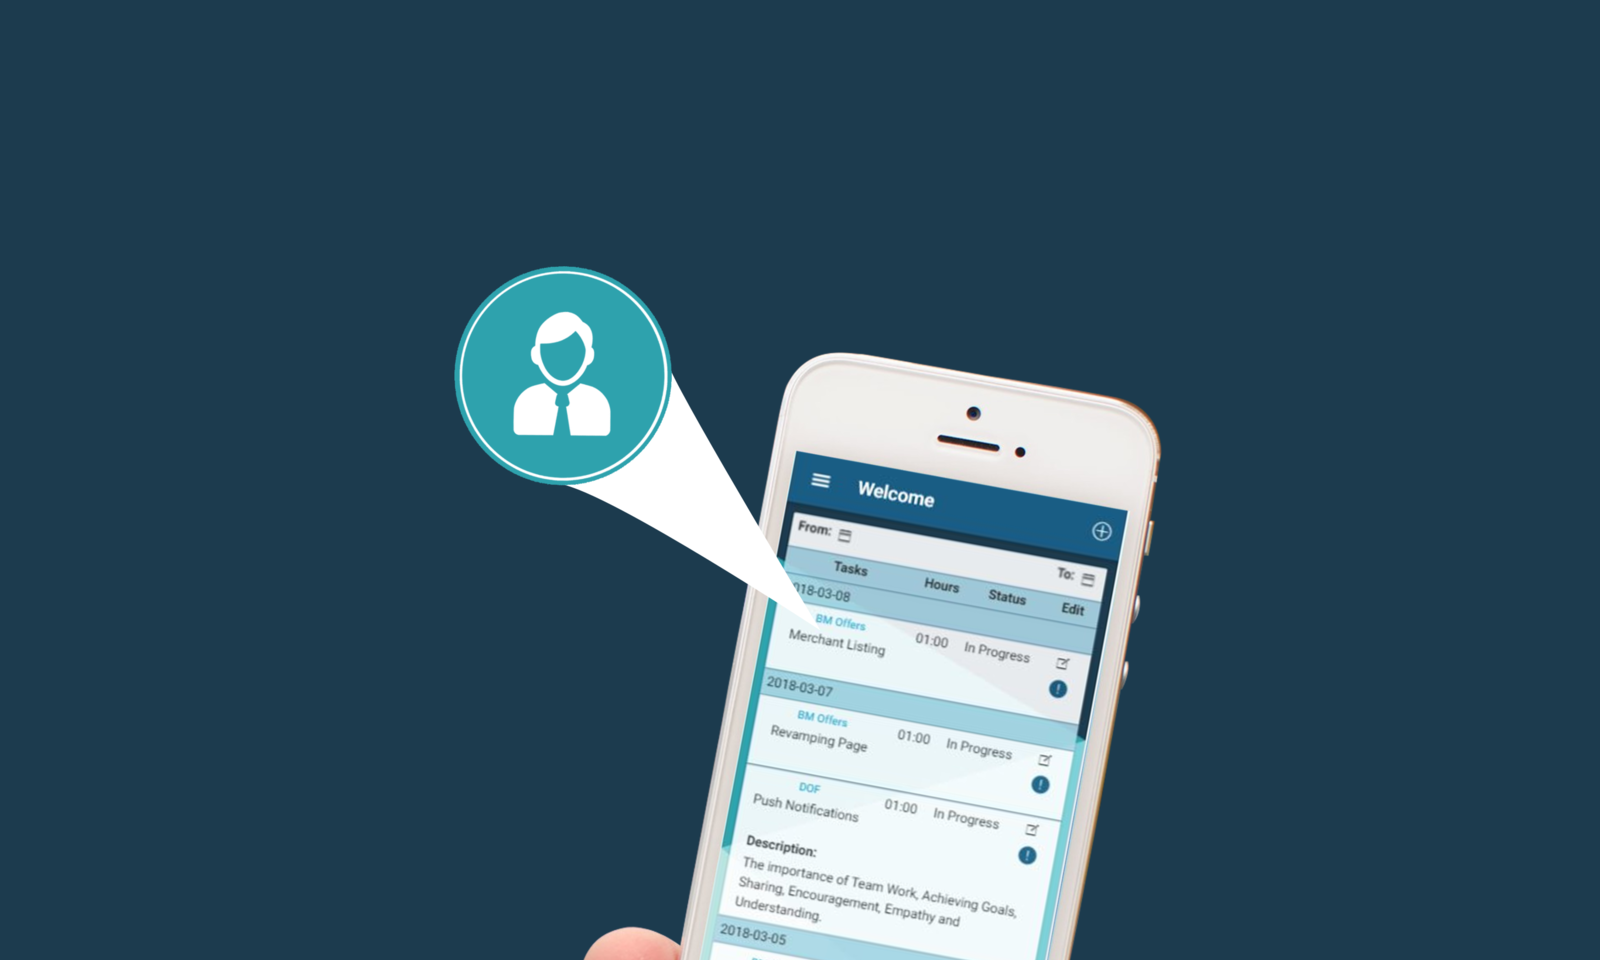 Welcome
From:
To:
Tasks Hours Status Edit
18-03-08
BM Offers
Merchant Listing 01:00 In Progress
2018-03-07
BM Offers
Revamping Page 01:00 In Progress
DOF
Push Notifications 01:00 In Progress
Description:
The importance of Team Work, Achieving Goals,
Sharing, Encouragement, Empathy and
Understanding.
2018-03-05